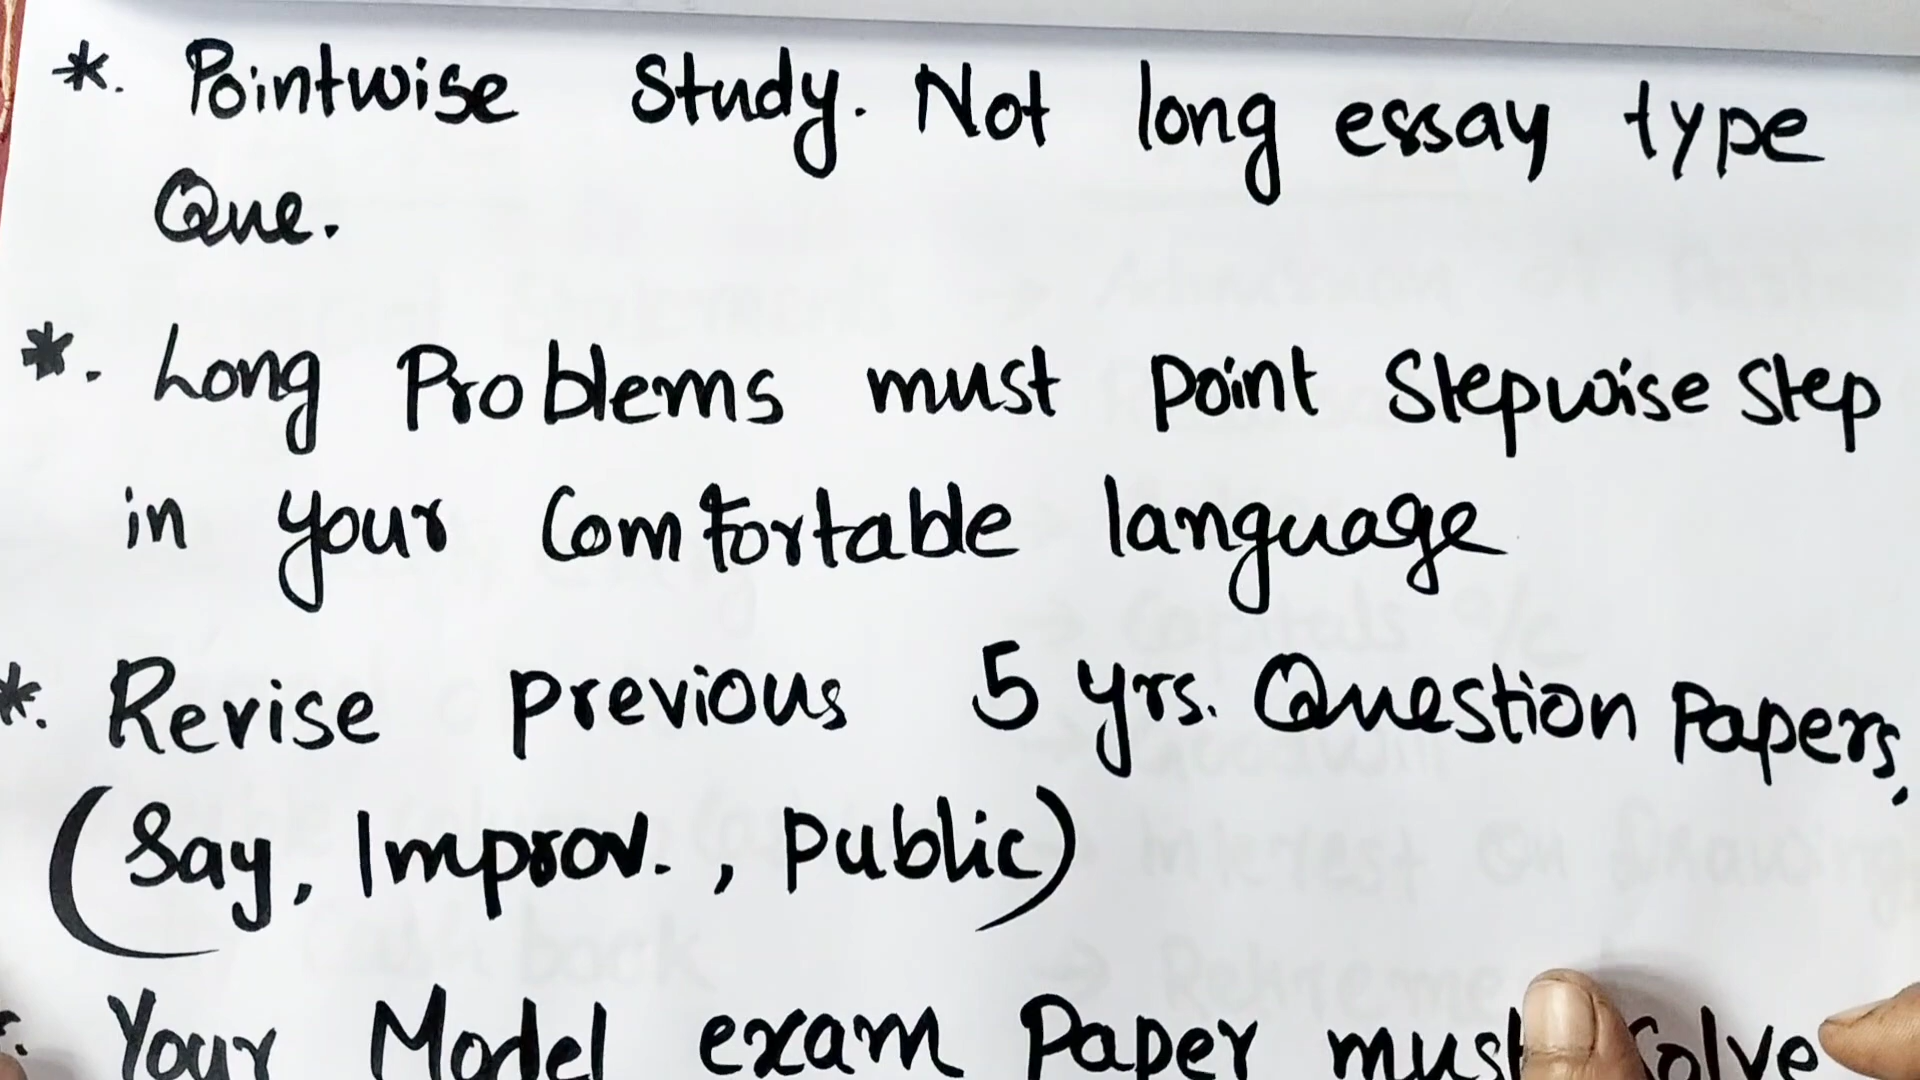 *. Pointwise Study. Not long essay type
Que.
*. Long Problems must point Stepwise Step
in your Comfortable language
*. Revise previous 5 yrs. Question Papers,
(Say, Improv., Public)
Your Model exam Paper must Solve